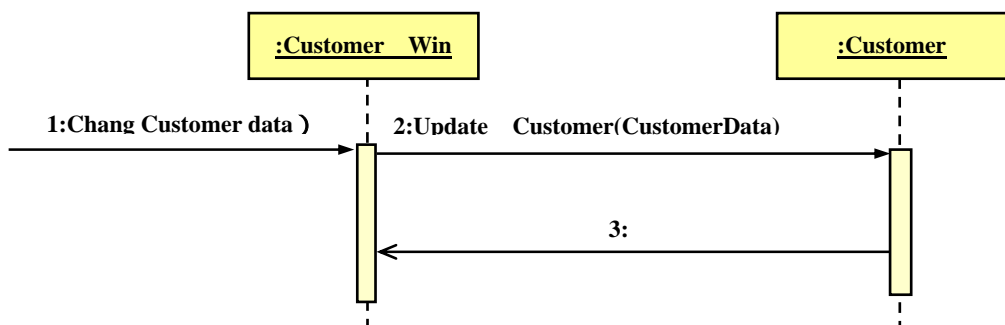 :Customer Win
:Customer
1:Chang Customer data）
2:Update Customer(CustomerData)
3: